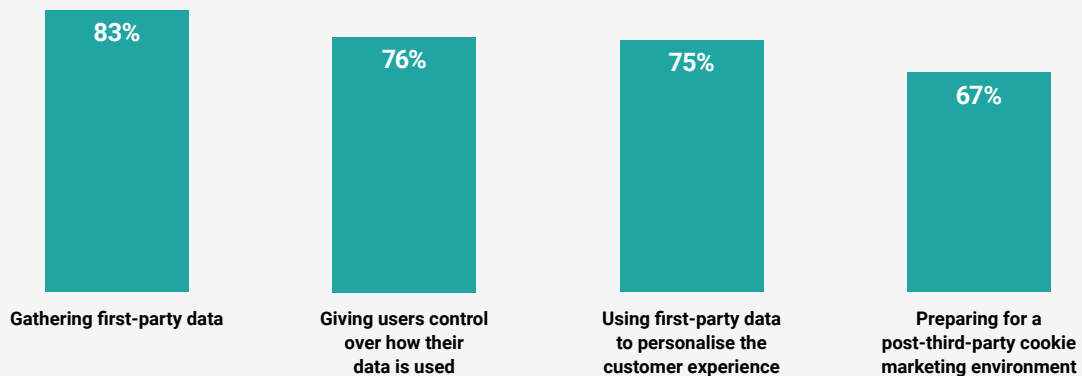 83%
76%
75%
67%
Gathering first-party data
Giving users control
over how their
data is used
Using first-party data
to personalise the
customer experience
Preparing for a
post-third-party cookie
marketing environment